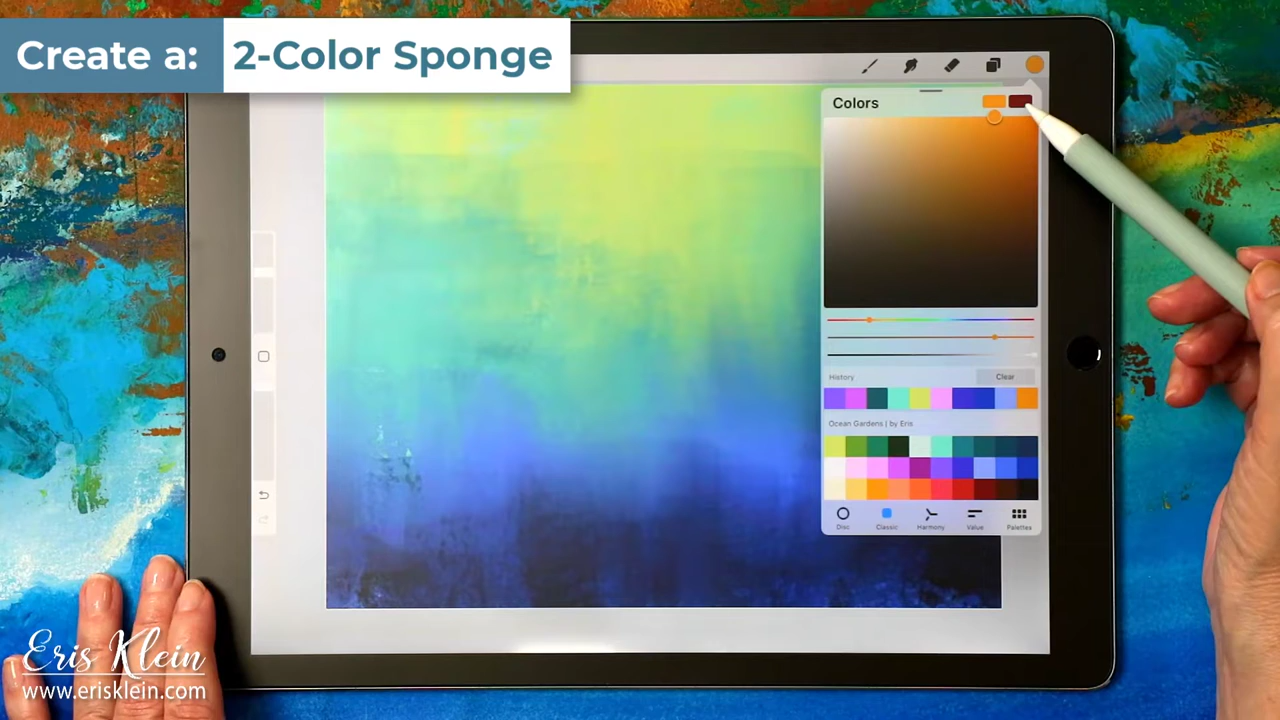 Create a: 2-Color Sponge
Colors
History Clear
Ocean Gardens | by Eris
Disc Classic Harmony Value Palettes
Eris Klein
www.erisklein.com